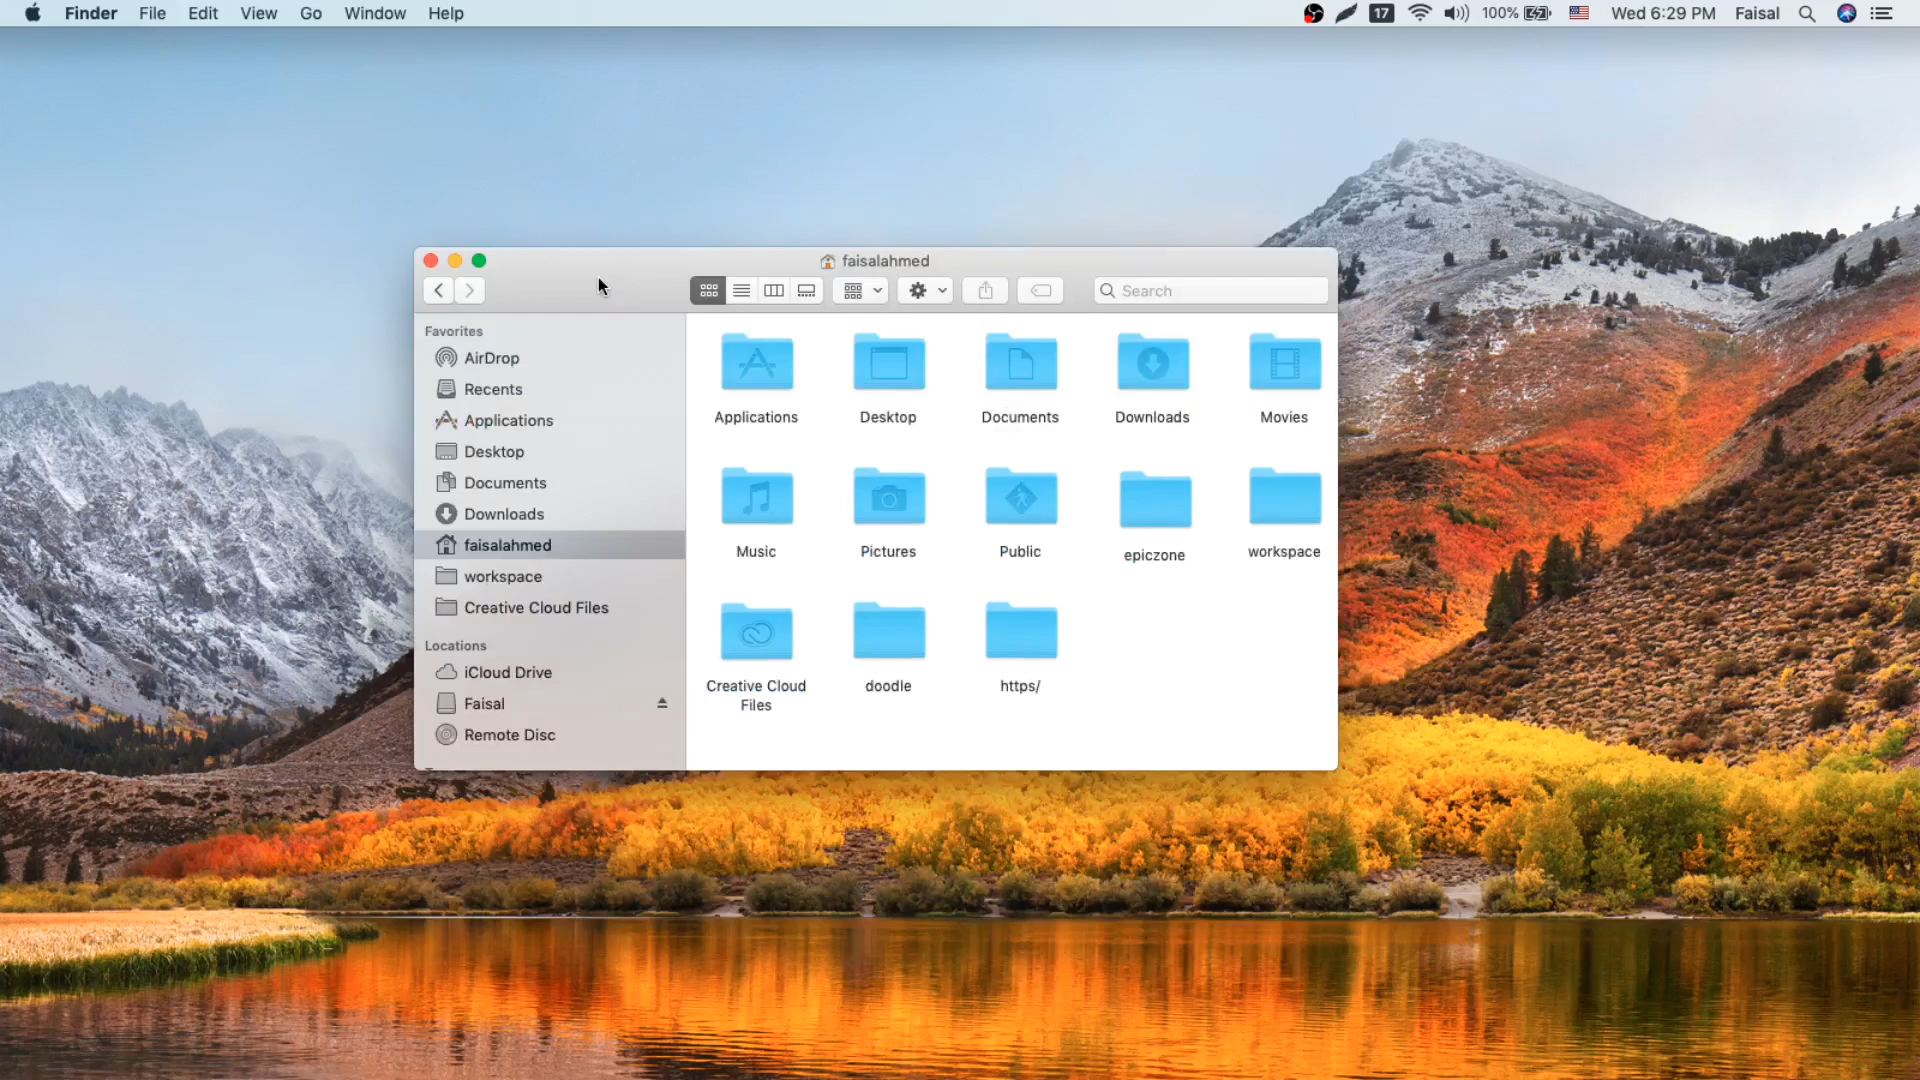 Finder File Edit View Go Window Help 17 100% Wed 6:29 PM Faisal
faisalahmed
Search
Favorites
AirDrop
Recents
Applications
Desktop
Documents
Downloads
faisalahmed
workspace
Creative Cloud Files
Locations
iCloud Drive
Faisal
Remote Disc
Applications Desktop Documents Downloads Movies
Music Pictures Public epiczone workspace
Creative Cloud Files doodle https/